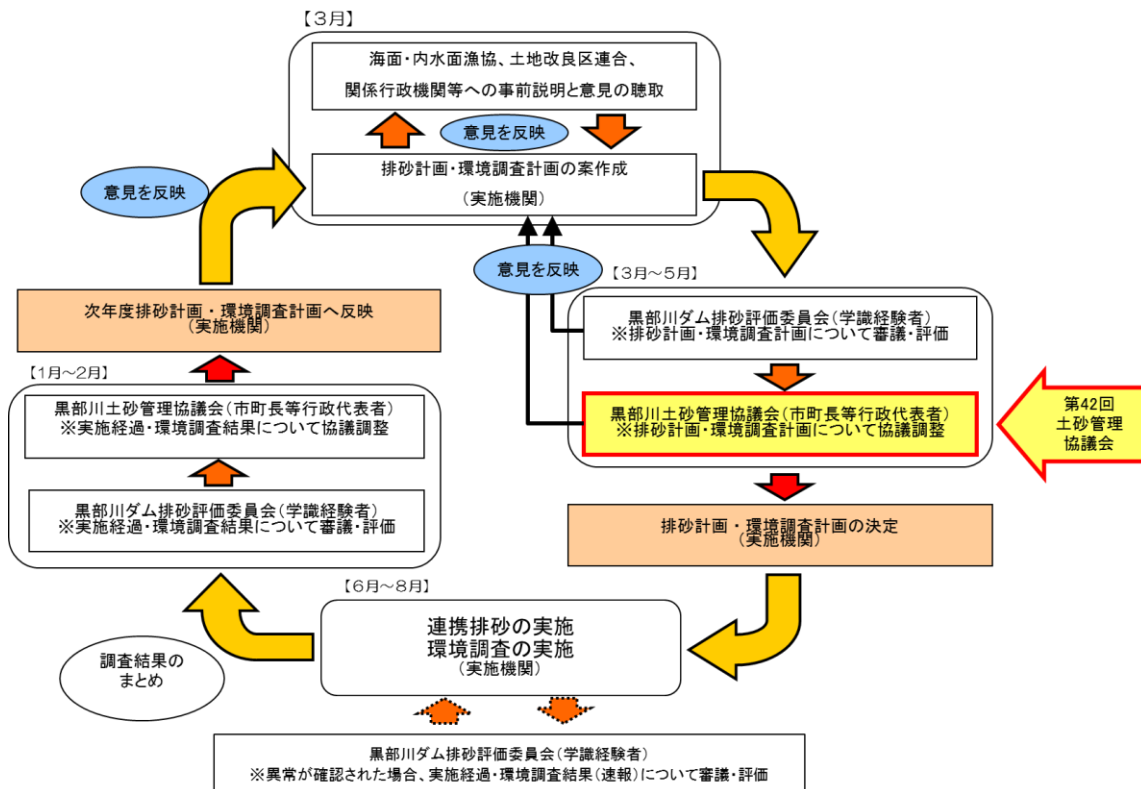 【3月】
海面・内水面漁協、土地改良区連合、
関係行政機関等への事前説明と意見の聴取
意見を反映
排砂計画・環境調査計画の案作成
(実施機関)
意見を反映
意見を反映
【3月～5月】
黒部川ダム排砂評価委員会(学識経験者)
※排砂計画・環境調査計画について審議・評価
黒部川土砂管理協議会(市町長等行政代表者)
※排砂計画・環境調査計画について協議調整
第42回
土砂管理
協議会
排砂計画・環境調査計画の決定
(実施機関)
【6月～8月】
連携排砂の実施
環境調査の実施
(実施機関)
黒部川ダム排砂評価委員会(学識経験者)
※異常が確認された場合、実施経過・環境調査結果(速報)について審議・評価
調査結果の
まとめ
【1月～2月】
黒部川土砂管理協議会(市町長等行政代表者)
※実施経過・環境調査結果について協議調整
黒部川ダム排砂評価委員会(学識経験者)
※実施経過・環境調査結果について審議・評価
次年度排砂計画・環境調査計画へ反映
(実施機関)